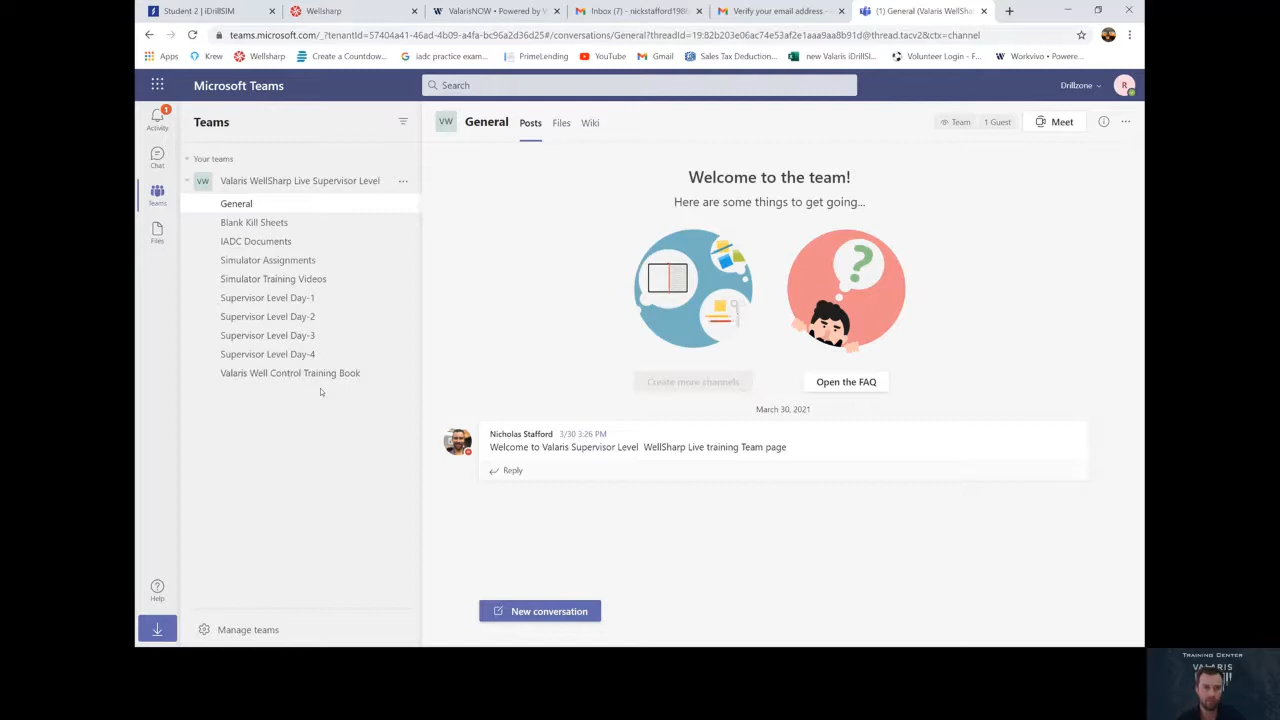 Student 2 | iDrillSIM
Wellsharp
ValarisNOW • Powered by W
Inbox (7) - nickstafford198
Verify your email address -
(1) General (Valaris WellSha
teams.microsoft.com/_?tenantId=57404a41-46ad-4b09-a4fa-bc96a2d36d25#/conversations/General?threadId=19:82b203e06ac74e53af2e1aaa9aa8b91d@thread.tacv2&ctx=channel
Apps
Krew
Wellsharp
Create a Countdow...
iadc practice exam...
PrimeLending
YouTube
Gmail
Sales Tax Deduction...
new Valaris iDrillSI...
Volunteer Login - F...
Workvivo • Powere...
Microsoft Teams
Search
Drillzone
R
Activity
1
Chat
Teams
Files
Help
Teams
Your teams
VW
Valaris WellSharp Live Supervisor Level
General
Blank Kill Sheets
IADC Documents
Simulator Assignments
Simulator Training Videos
Supervisor Level Day-1
Supervisor Level Day-2
Supervisor Level Day-3
Supervisor Level Day-4
Valaris Well Control Training Book
Manage teams
VW
General
Posts
Files
Wiki
Team
1 Guest
Meet
Welcome to the team!
Here are some things to get going...
Create more channels
Open the FAQ
March 30, 2021
Nicholas Stafford 3/30 3:26 PM
Welcome to Valaris Supervisor Level WellSharp Live training Team page
Reply
New conversation
TRAINING CENTER
VALARIS